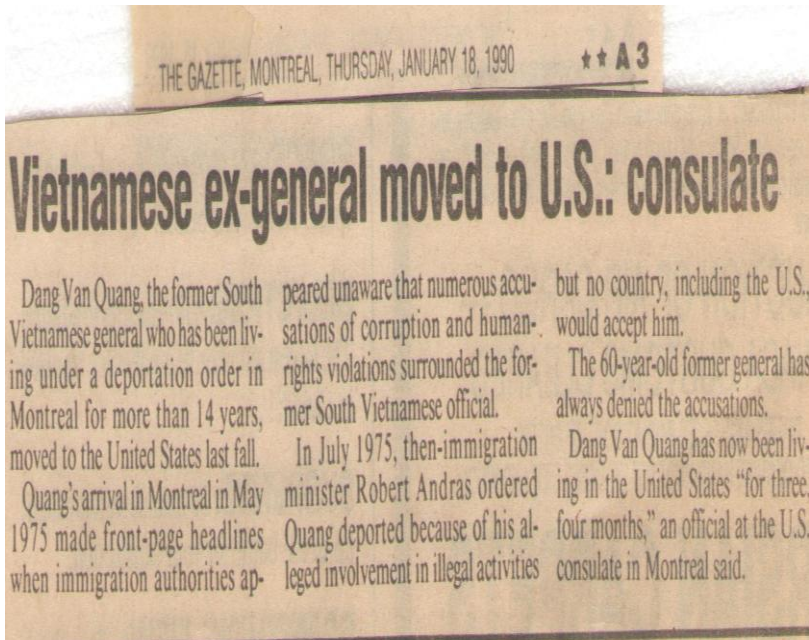 THE GAZETTE, MONTREAL, THURSDAY, JANUARY 18, 1990 ★★ A 3
Vietnamese ex-general moved to U.S.: consulate
Dang Van Quang, the former South
Vietnamese general who has been liv-
ing under a deportation order in
Montreal for more than 14 years,
moved to the United States last fall.
Quang's arrival in Montreal in May
1975 made front-page headlines
when immigration authorities ap-
peared unaware that numerous accu-
sations of corruption and human-
rights violations surrounded the for-
mer South Vietnamese official.
In July 1975, then-immigration
minister Robert Andras ordered
Quang deported because of his al-
leged involvement in illegal activities
but no country, including the U.S.,
would accept him.
The 60-year-old former general has
always denied the accusations.
Dang Van Quang has now been liv-
ing in the United States "for three,
four months," an official at the U.S.
consulate in Montreal said.